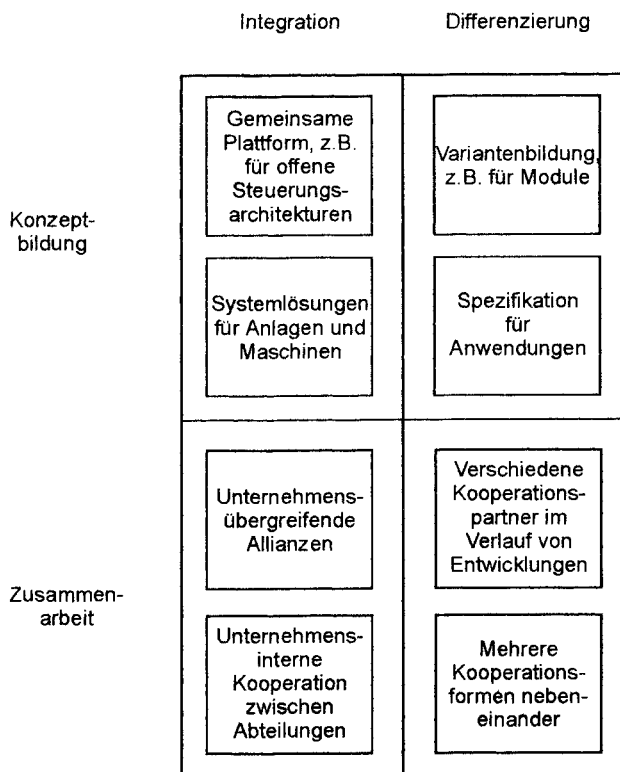 Integration
Differenzierung
Konzept-
bildung
Gemeinsame
Plattform, z.B.
für offene
Steuerungs-
architekturen
Variantenbildung,
z.B. für Module
Systemlösungen
für Anlagen und
Maschinen
Spezifikation
für
Anwendungen
Zusammen-
arbeit
Unternehmens-
übergreifende
Allianzen
Verschiedene
Kooperations-
partner im
Verlauf von
Entwicklungen
Unternehmens-
interne
Kooperation
zwischen
Abteilungen
Mehrere
Kooperations-
formen neben-
einander